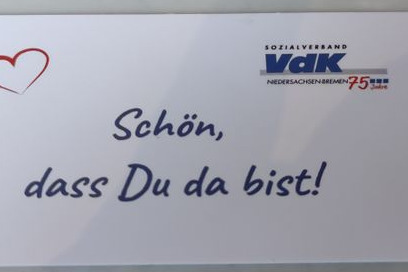 SOZIALVERBAND
VdK
NIEDERSACHSEN-BREMEN 75 Jahre
Schön,
dass Du da bist!